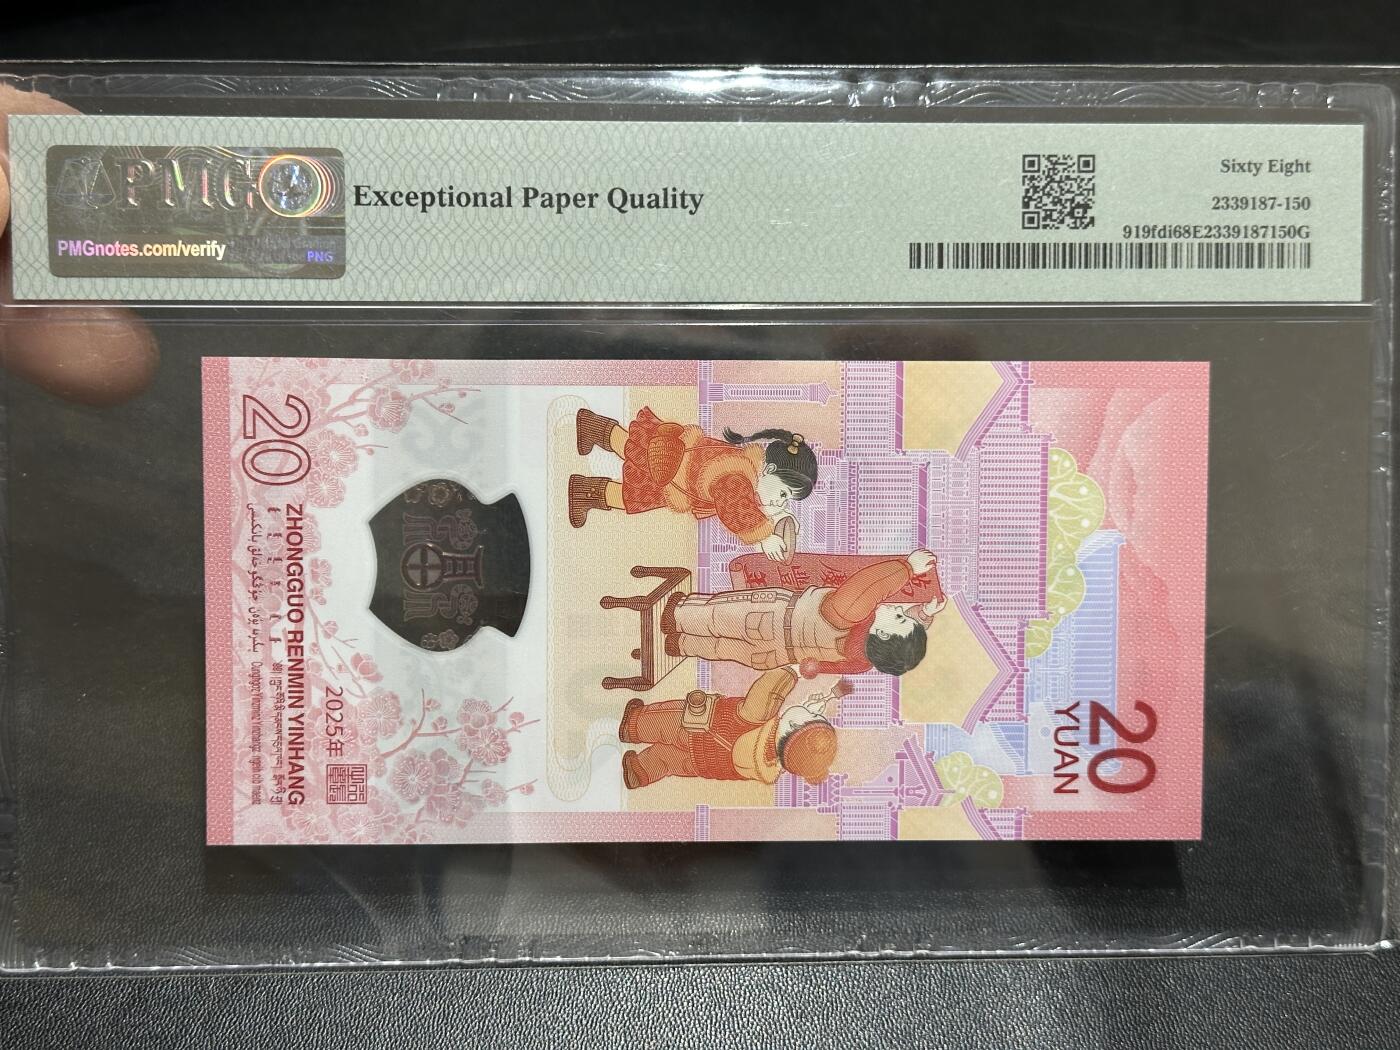 PMG
PMGnotes.com/verify
PNG
Exceptional Paper Quality
Sixty Eight
2339187-150
919fdi68E2339187150G
20
YUAN
20
ZHONGGUO RENMIN YINHANG
2025年